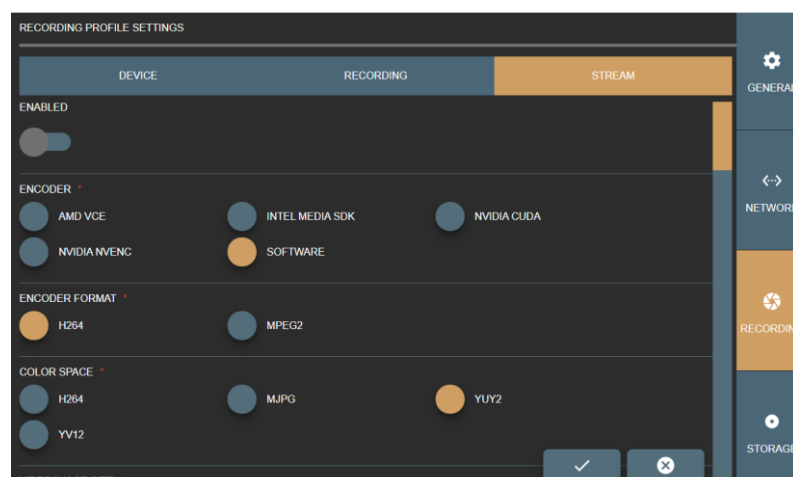 RECORDING PROFILE SETTINGS
DEVICE RECORDING STREAM
ENABLED
ENCODER *
AMD VCE INTEL MEDIA SDK NVIDIA CUDA
NVIDIA NVENC SOFTWARE
ENCODER FORMAT *
H264 MPEG2
COLOR SPACE *
H264 MJPG YUY2
YV12
GENERAL
NETWORK
RECORDIN
STORAGE